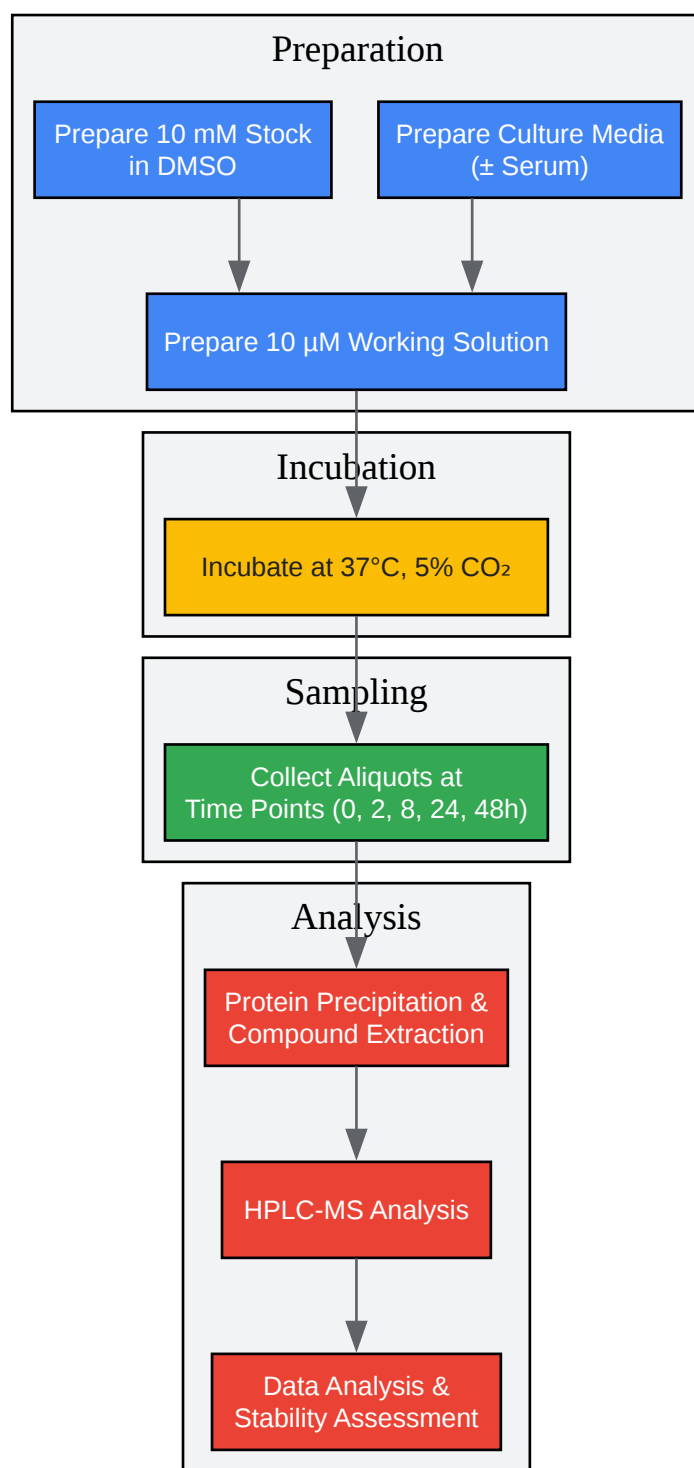 Preparation
Prepare 10 mM Stock
in DMSO
Prepare Culture Media
(± Serum)
Prepare 10 µM Working Solution
Incubation
Incubate at 37°C, 5% CO₂
Sampling
Collect Aliquots at
Time Points (0, 2, 8, 24, 48h)
Analysis
Protein Precipitation &
Compound Extraction
HPLC-MS Analysis
Data Analysis &
Stability Assessment